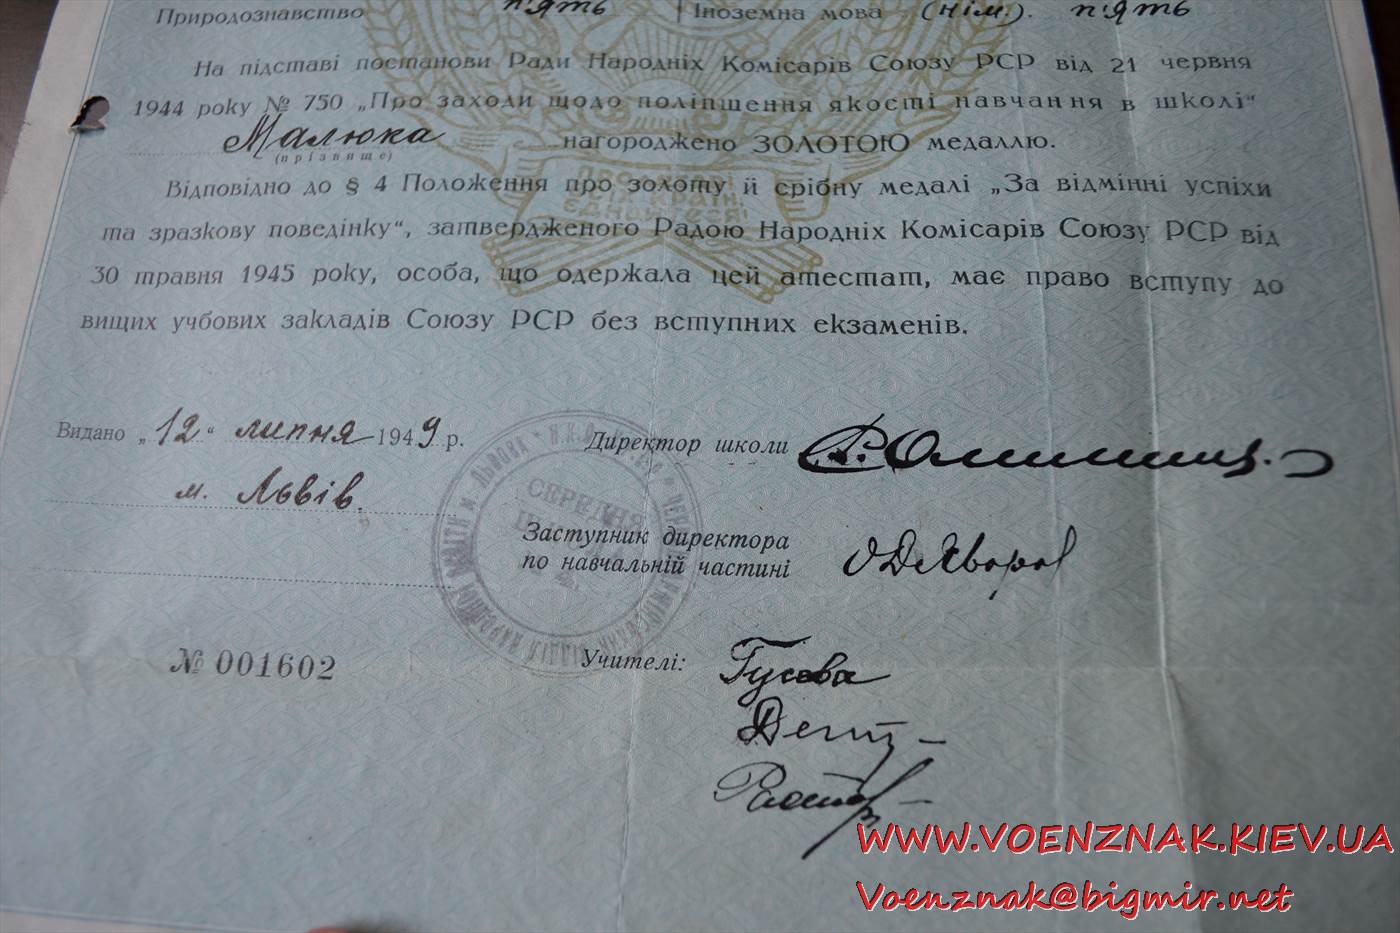 Природознавство п'ять Іноземна мова (нім.). п'ять
На підставі постанови Ради Народніх Комісарів Союзу РСР від 21 червня
1944 року № 750 „Про заходи щодо поліпшення якості навчання в школі“
Малюка нагороджено ЗОЛОТОЮ медаллю.
(прізвище)
Відповідно до § 4 Положення про золоту й срібну медалі „За відмінні успіхи
та зразкову поведінку“, затвердженого Радою Народніх Комісарів Союзу РСР від
30 травня 1945 року, особа, що одержала цей атестат, має право вступу до
вищих учбових закладів Союзу РСР без вступних екзаменів.
Видано „12“ липня 1949 р.
м. Львів.
Директор школи
Заступник директора
по навчальній частині
СЕРЕДНЯ
№ 001602
Учителі: Гусєва
WWW.VOENZNAK.KIEV.UA
Voenznak@bigmir.net